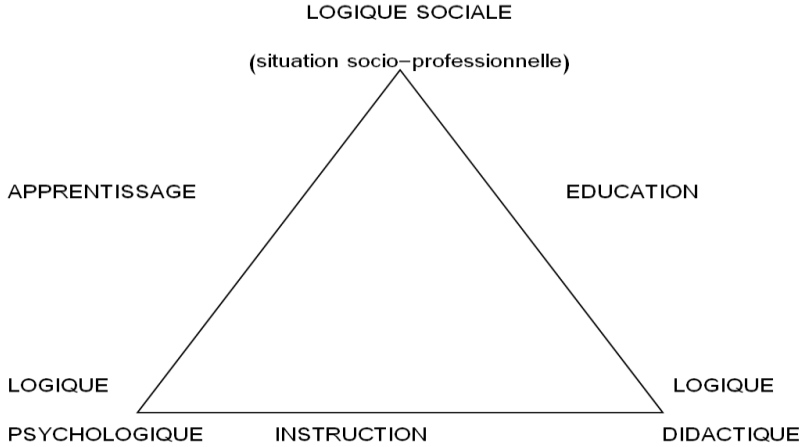 LOGIQUE SOCIALE
(situation socio-professionnelle)
APPRENTISSAGE
EDUCATION
LOGIQUE
PSYCHOLOGIQUE
INSTRUCTION
LOGIQUE
DIDACTIQUE